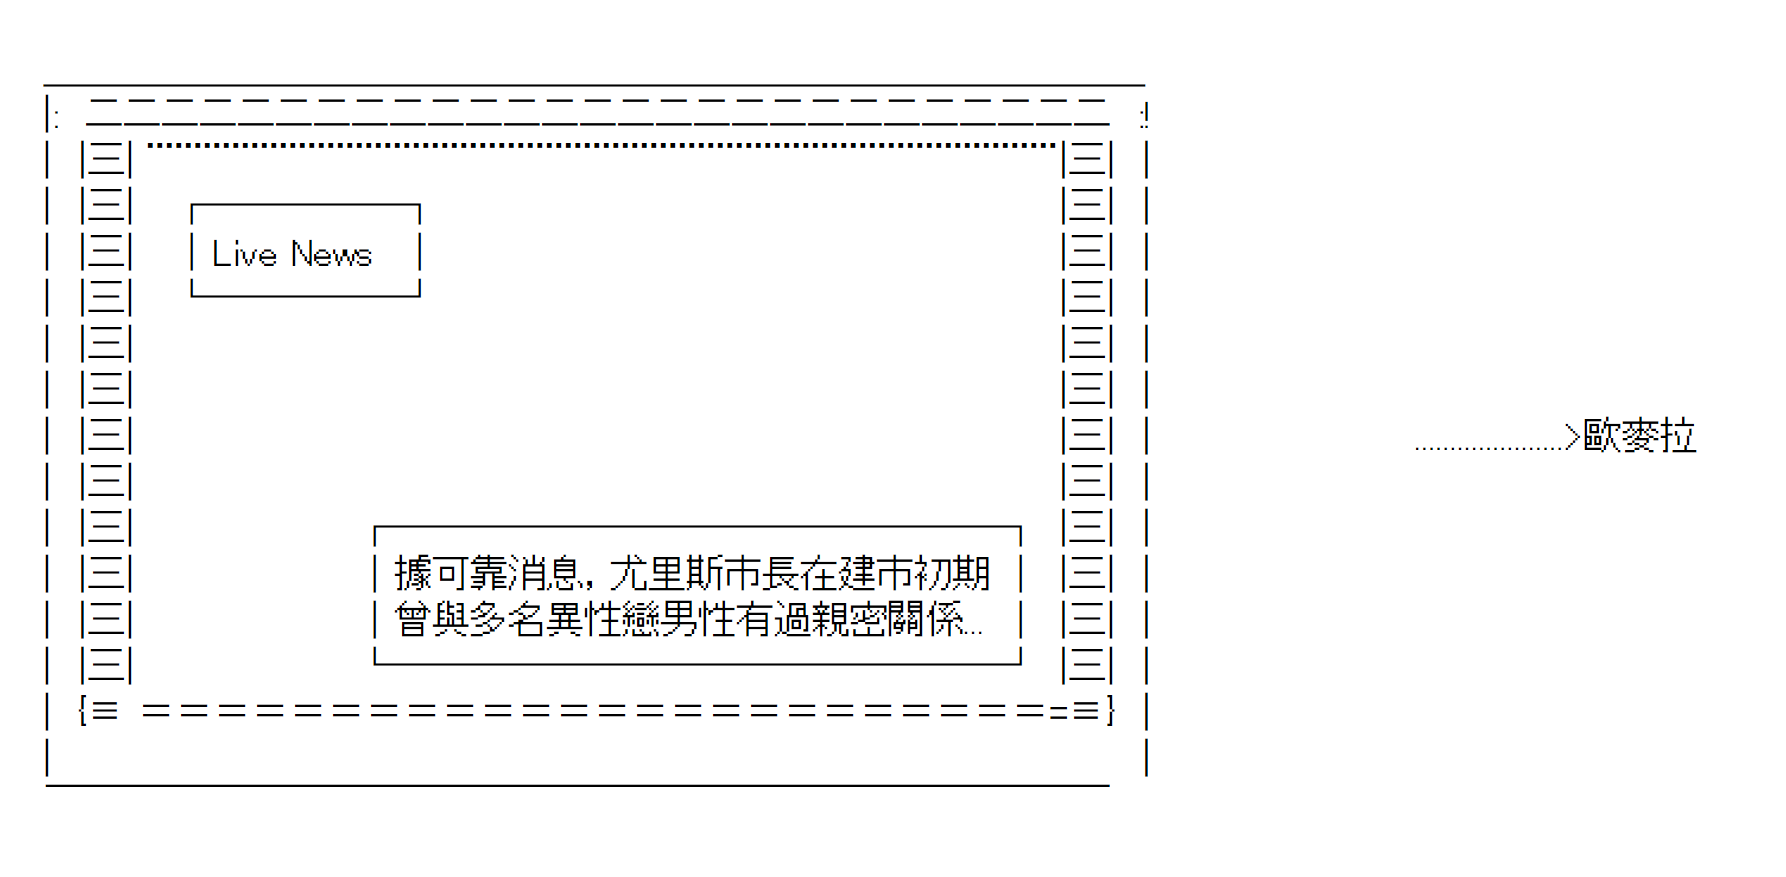 Live News
....................>歐麥拉
據可靠消息，尤里斯市長在建市初期
曾與多名異性戀男性有過親密關係...